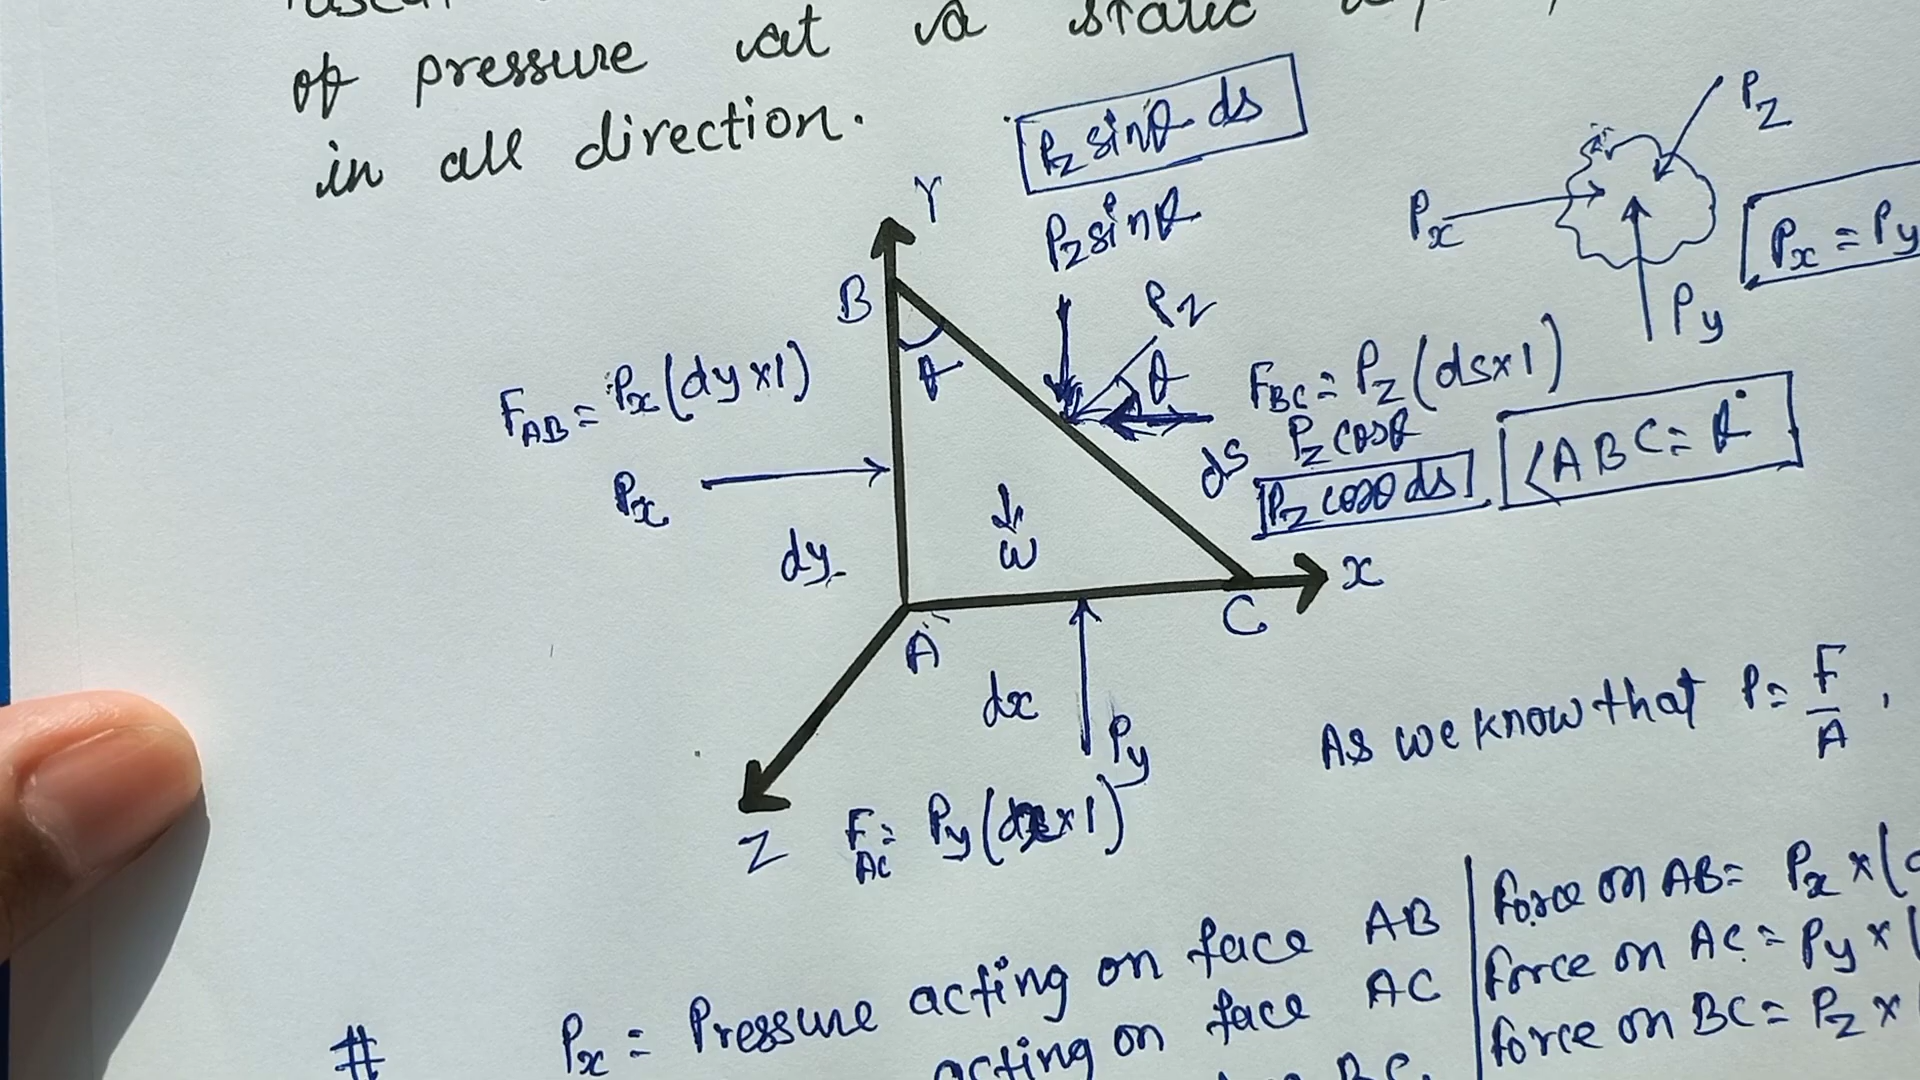 of pressure at a static
in all direction.
Pz sinθ ds
Pz sinθ
Pz
Px
Px = Py
Py
Y
B
θ
Pz
θ
FAB = Px (dy×1)
FBC = Pz (ds×1)
Pz cosθ
ds
Pz cosθ ds
∠ABC = θ°
Px
dy
w
x
A
C
dx
Py
Z
FAC = Py (dx×1)
As we know that P = F/A,
Px = Pressure acting on face AB
acting on face AC
BC.
Force on AB = Px × (
Force on AC = Py × (
Force on BC = Pz ×
#